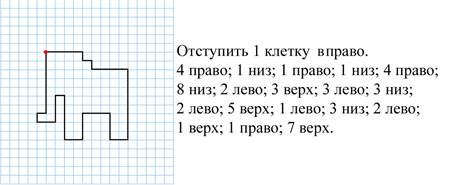 Отступить 1 клетку вправо.
4 право; 1 низ; 1 право; 1 низ; 4 право;
8 низ; 2 лево; 3 верх; 3 лево; 3 низ;
2 лево; 5 верх; 1 лево; 3 низ; 2 лево;
1 верх; 1 право; 7 верх.